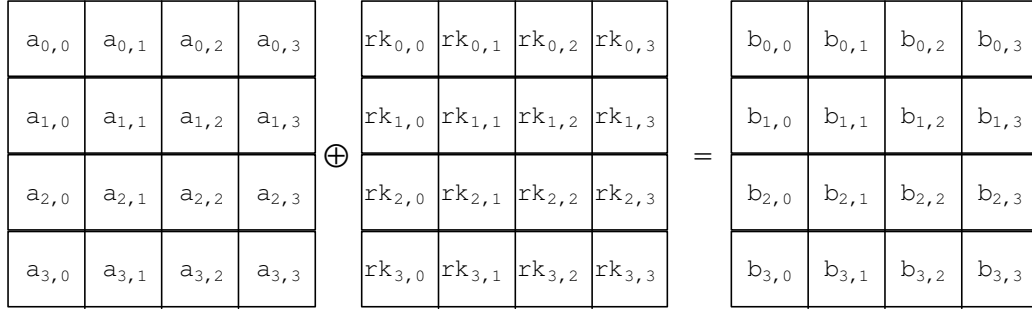 a0,0 a0,1 a0,2 a0,3 rk0,0 rk0,1 rk0,2 rk0,3 b0,0 b0,1 b0,2 b0,3
a1,0 a1,1 a1,2 a1,3 rk1,0 rk1,1 rk1,2 rk1,3 b1,0 b1,1 b1,2 b1,3
⊕ =
a2,0 a2,1 a2,2 a2,3 rk2,0 rk2,1 rk2,2 rk2,3 b2,0 b2,1 b2,2 b2,3
a3,0 a3,1 a3,2 a3,3 rk3,0 rk3,1 rk3,2 rk3,3 b3,0 b3,1 b3,2 b3,3